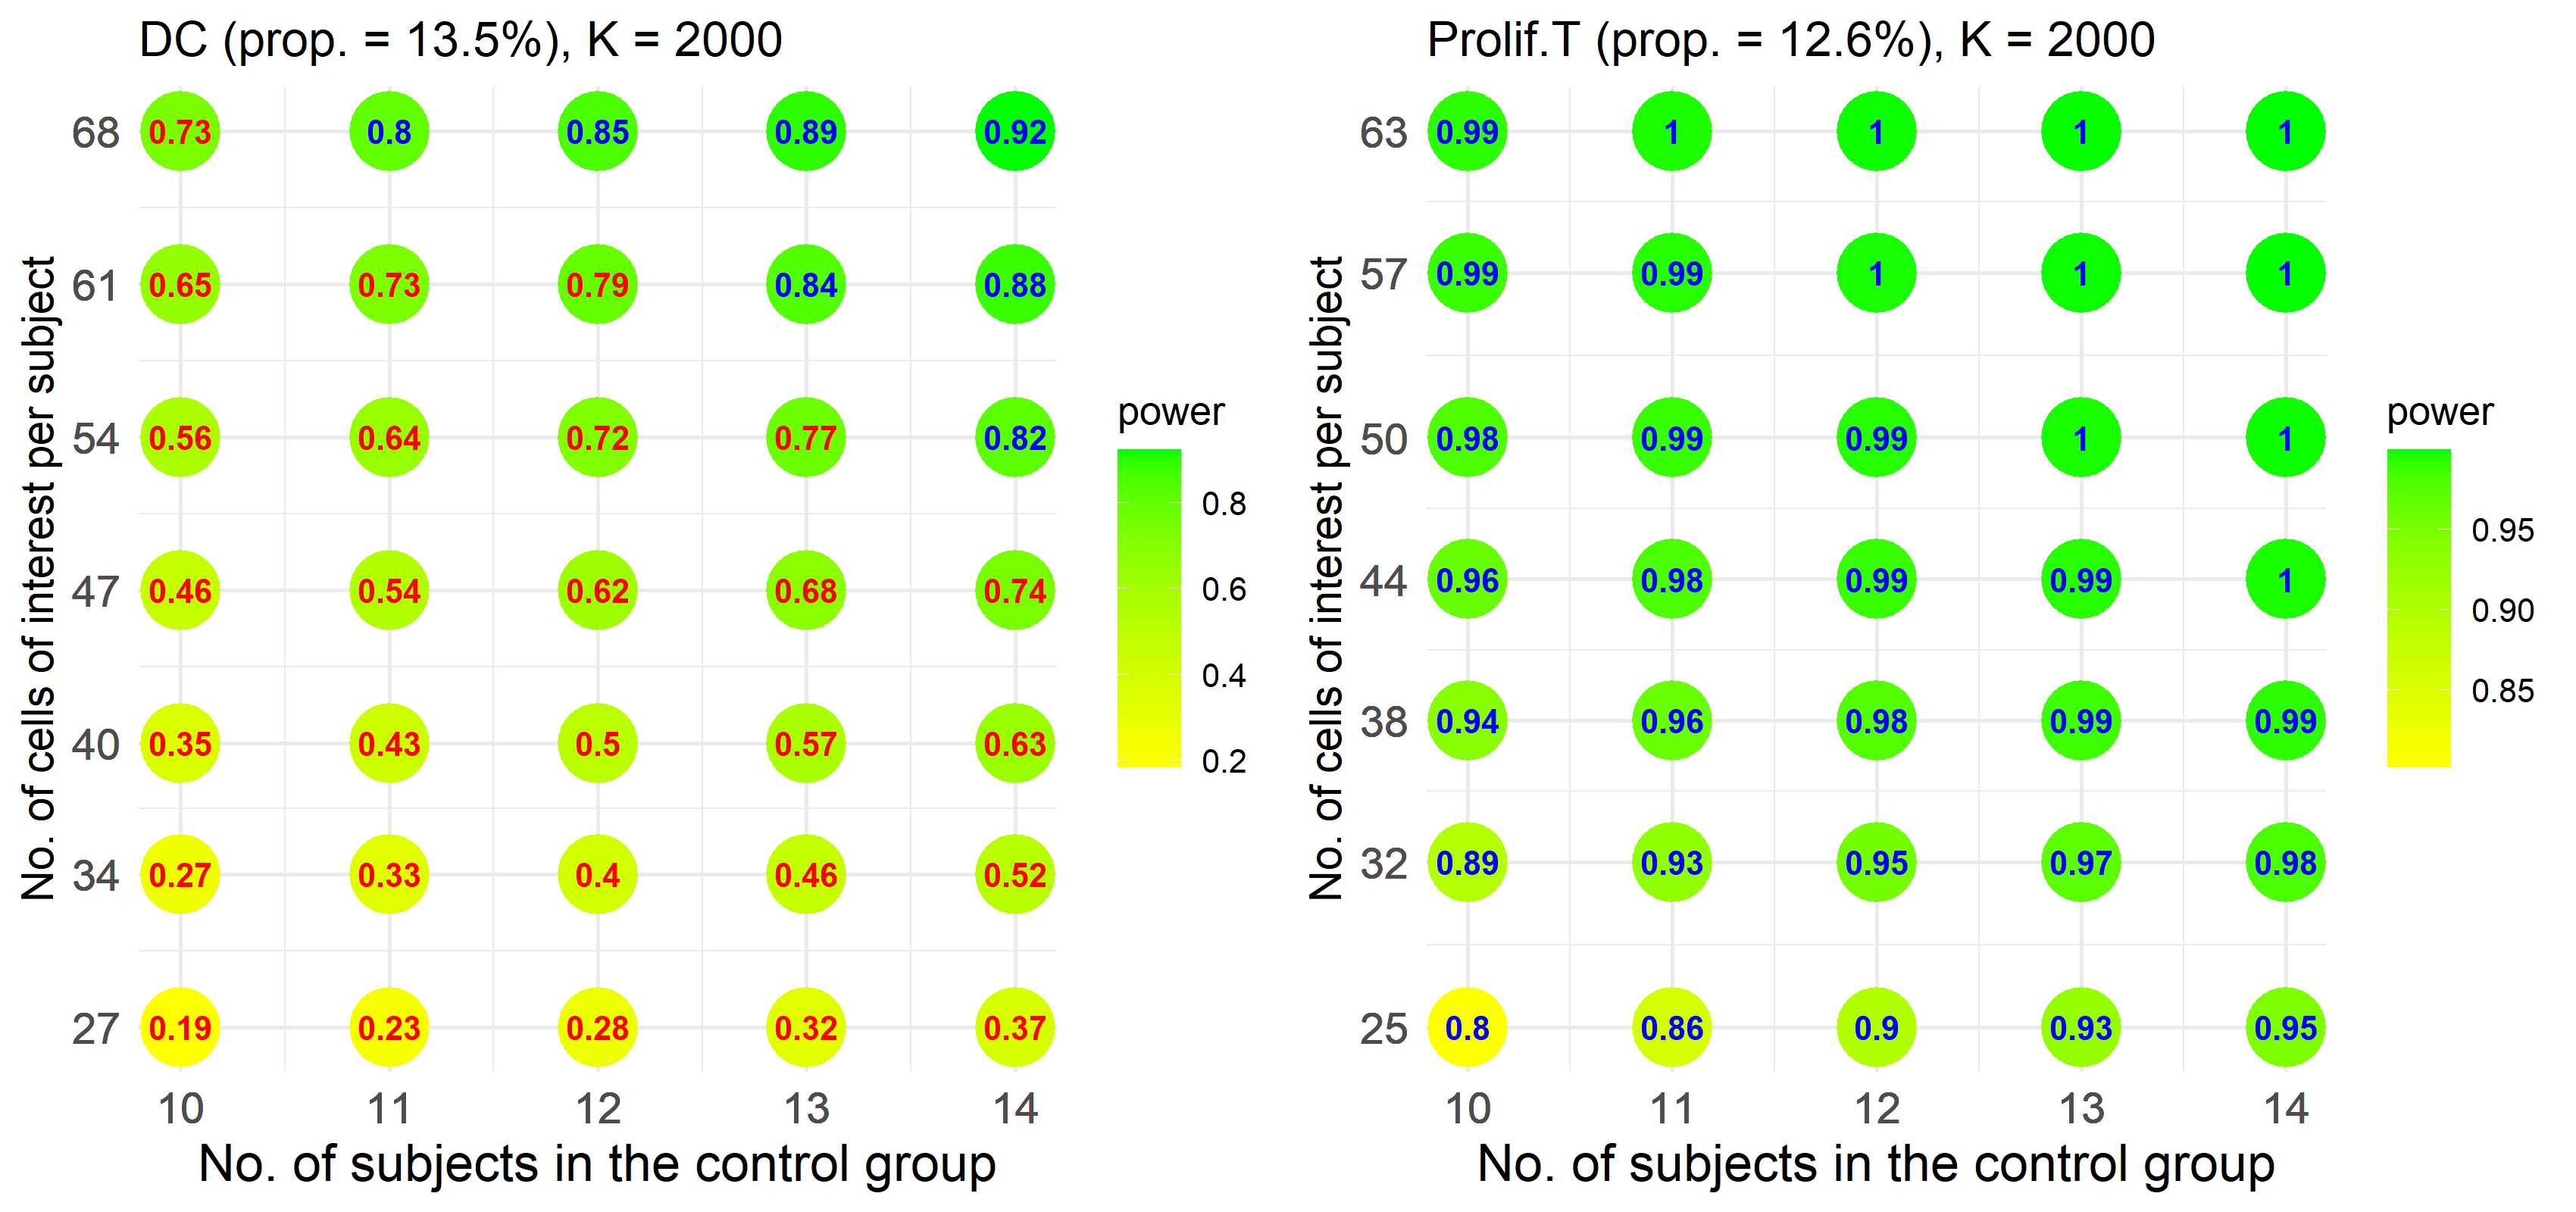 DC (prop. = 13.5%), K = 2000
No. of cells of interest per subject
68 0.73 0.8 0.85 0.89 0.92
61 0.65 0.73 0.79 0.84 0.88
54 0.56 0.64 0.72 0.77 0.82
47 0.46 0.54 0.62 0.68 0.74
40 0.35 0.43 0.5 0.57 0.63
34 0.27 0.33 0.4 0.46 0.52
27 0.19 0.23 0.28 0.32 0.37
10 11 12 13 14
No. of subjects in the control group
power
0.8
0.6
0.4
0.2
Prolif.T (prop. = 12.6%), K = 2000
No. of cells of interest per subject
63 0.99 1 1 1 1
57 0.99 0.99 1 1 1
50 0.98 0.99 0.99 1 1
44 0.96 0.98 0.99 0.99 1
38 0.94 0.96 0.98 0.99 0.99
32 0.89 0.93 0.95 0.97 0.98
25 0.8 0.86 0.9 0.93 0.95
10 11 12 13 14
No. of subjects in the control group
power
0.95
0.90
0.85